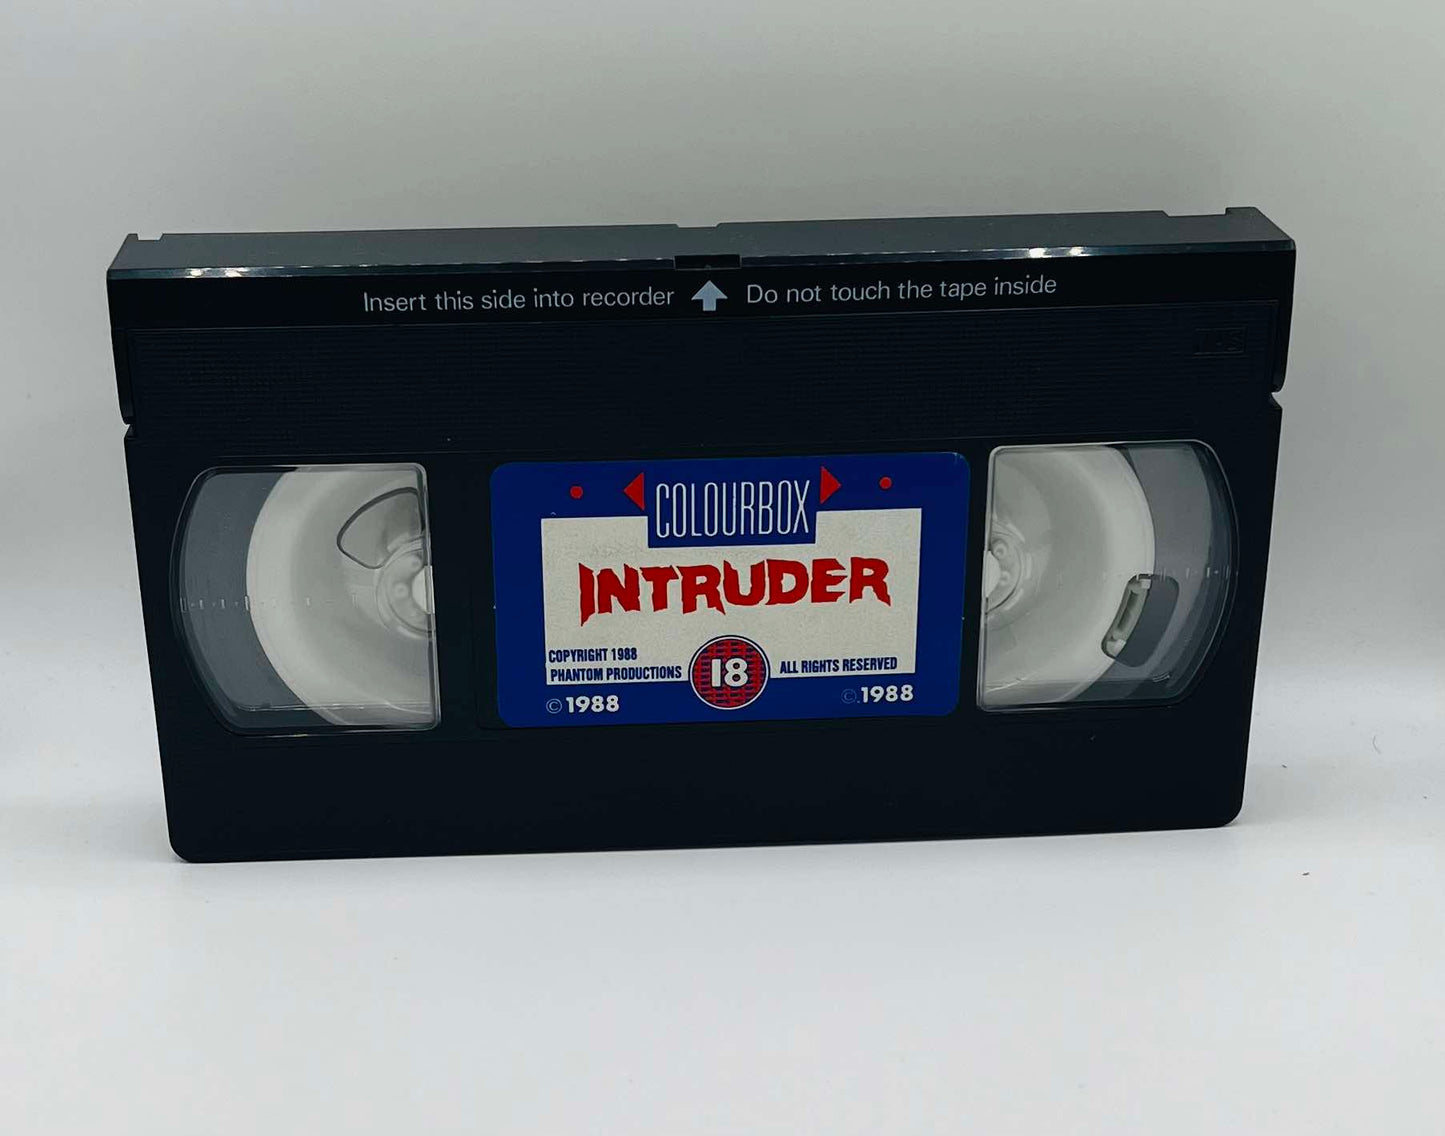 Insert this side into recorder Do not touch the tape inside
VHS
COLOURBOX
INTRUDER
COPYRIGHT 1988
PHANTOM PRODUCTIONS
18
ALL RIGHTS RESERVED
© 1988
© 1988